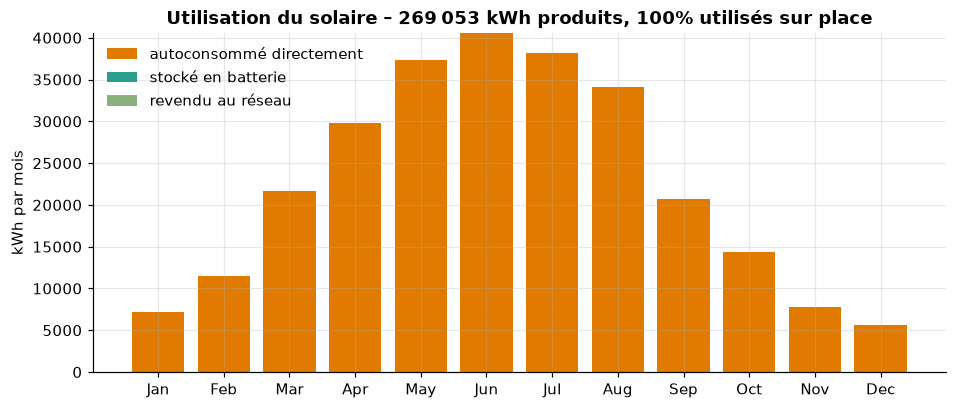 Utilisation du solaire – 269 053 kWh produits, 100% utilisés sur place
autoconsommé directement
stocké en batterie
revendu au réseau
kWh par mois
40000
35000
30000
25000
20000
15000
10000
5000
0
Jan Feb Mar Apr May Jun Jul Aug Sep Oct Nov Dec